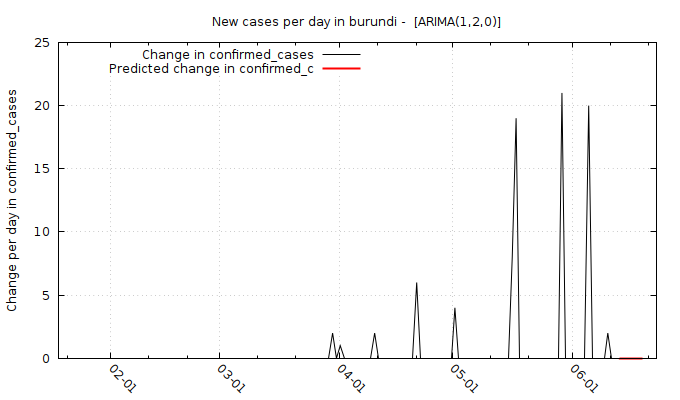 New cases per day in burundi -  [ARIMA(1,2,0)]
Change in confirmed_cases
Predicted change in confirmed_c
Change per day in confirmed_cases
25
20
15
10
5
0
02-01
03-01
04-01
05-01
06-01